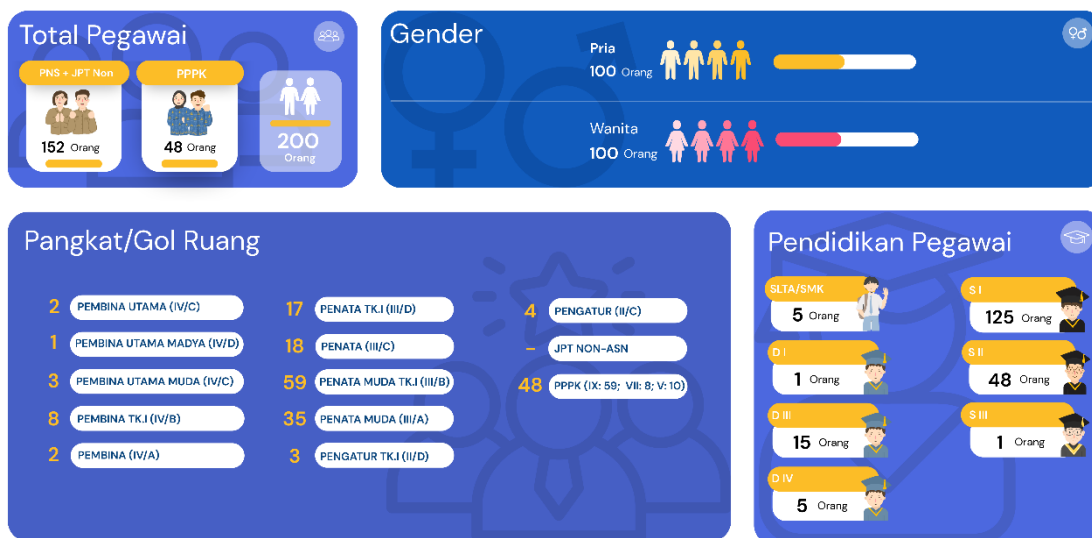 Total Pegawai
PNS + JPT Non
152 Orang
PPPK
48 Orang
200
Orang
Gender
Pria
100 Orang
Wanita
100 Orang
Pangkat/Gol Ruang
2 PEMBINA UTAMA (IV/C)
1 PEMBINA UTAMA MADYA (IV/D)
3 PEMBINA UTAMA MUDA (IV/C)
8 PEMBINA TK.I (IV/B)
2 PEMBINA (IV/A)
17 PENATA TK.I (III/D)
18 PENATA (III/C)
59 PENATA MUDA TK.I (III/B)
35 PENATA MUDA (III/A)
3 PENGATUR TK.I (II/D)
4 PENGATUR (II/C)
- JPT NON-ASN
48 PPPK (IX: 59; VII: 8; V: 10)
Pendidikan Pegawai
SLTA/SMK
5 Orang
D I
1 Orang
D III
15 Orang
D IV
5 Orang
S I
125 Orang
S II
48 Orang
S III
1 Orang